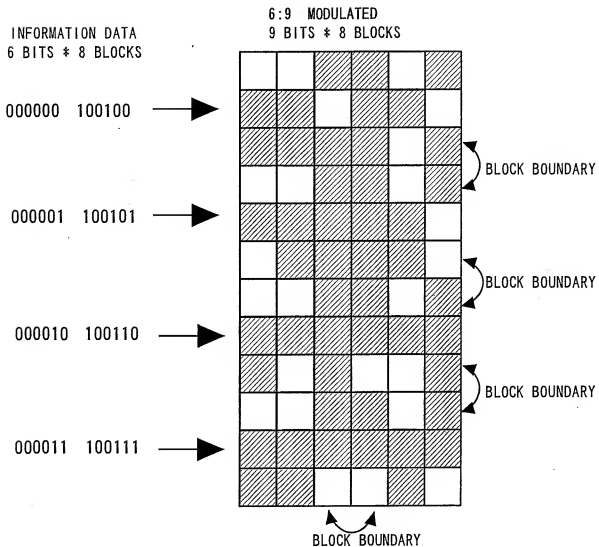 6:9 MODULATED
9 BITS * 8 BLOCKS
INFORMATION DATA
6 BITS * 8 BLOCKS
000000 100100
BLOCK BOUNDARY
000001 100101
BLOCK BOUNDARY
000010 100110
BLOCK BOUNDARY
000011 100111
BLOCK BOUNDARY